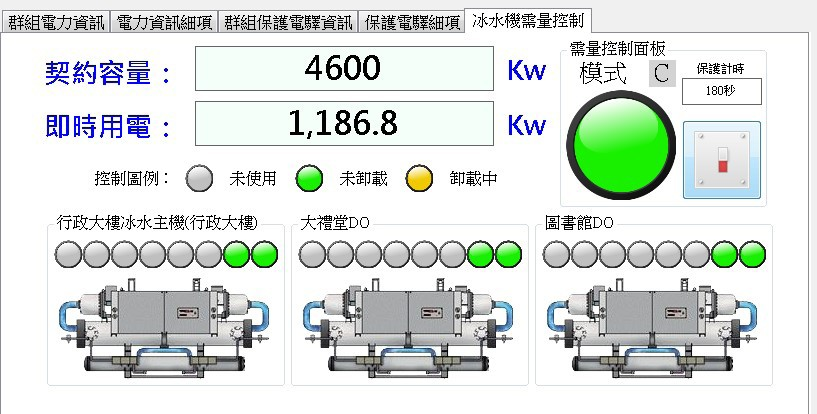 群組電力資訊 電力資訊細項 群組保護電驛資訊 保護電驛細項 冰水機需量控制
契約容量： 4600 Kw
即時用電： 1,186.8 Kw
需量控制面板
模式 C
保護計時
180秒
控制圖例： 未使用 未卸載 卸載中
行政大樓冰水主機(行政大樓) 大禮堂DO 圖書館DO